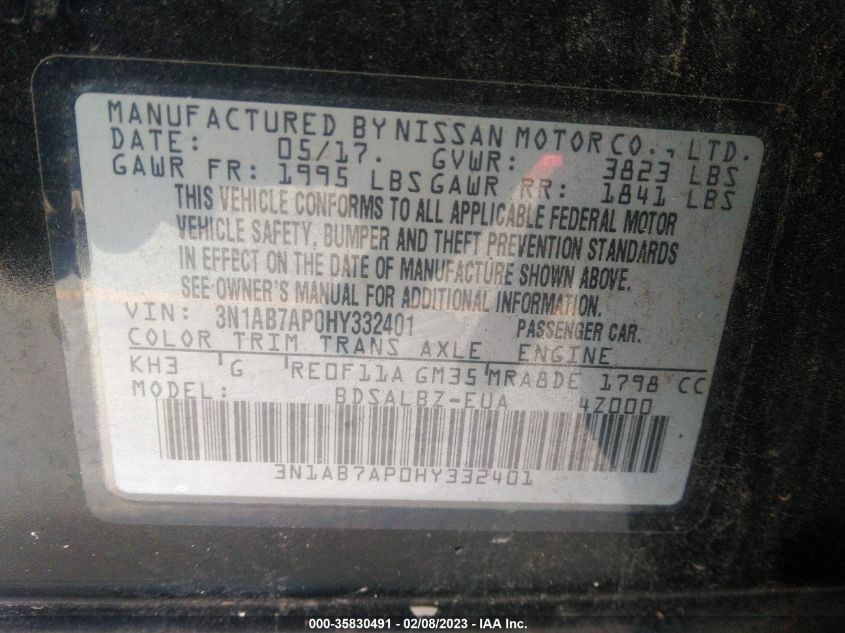 MANUFACTURED BY NISSAN MOTOR CO., LTD.
DATE: 05/17. GVWR: 3823 LBS
GAWR FR: 1995 LBS GAWR RR: 1841 LBS
THIS VEHICLE CONFORMS TO ALL APPLICABLE FEDERAL MOTOR
VEHICLE SAFETY, BUMPER AND THEFT PREVENTION STANDARDS
IN EFFECT ON THE DATE OF MANUFACTURE SHOWN ABOVE.
SEE OWNER'S MANUAL FOR ADDITIONAL INFORMATION.
VIN: 3N1AB7AP0HY332401 PASSENGER CAR.
COLOR TRIM TRANS AXLE ENGINE
KH3 G RE0F11A GM35 MRA8DE 1798 CC
MODEL: BDSALBZ-EUA 4Z000
3N1AB7AP0HY332401
000-35830491 - 02/08/2023 - IAA Inc.